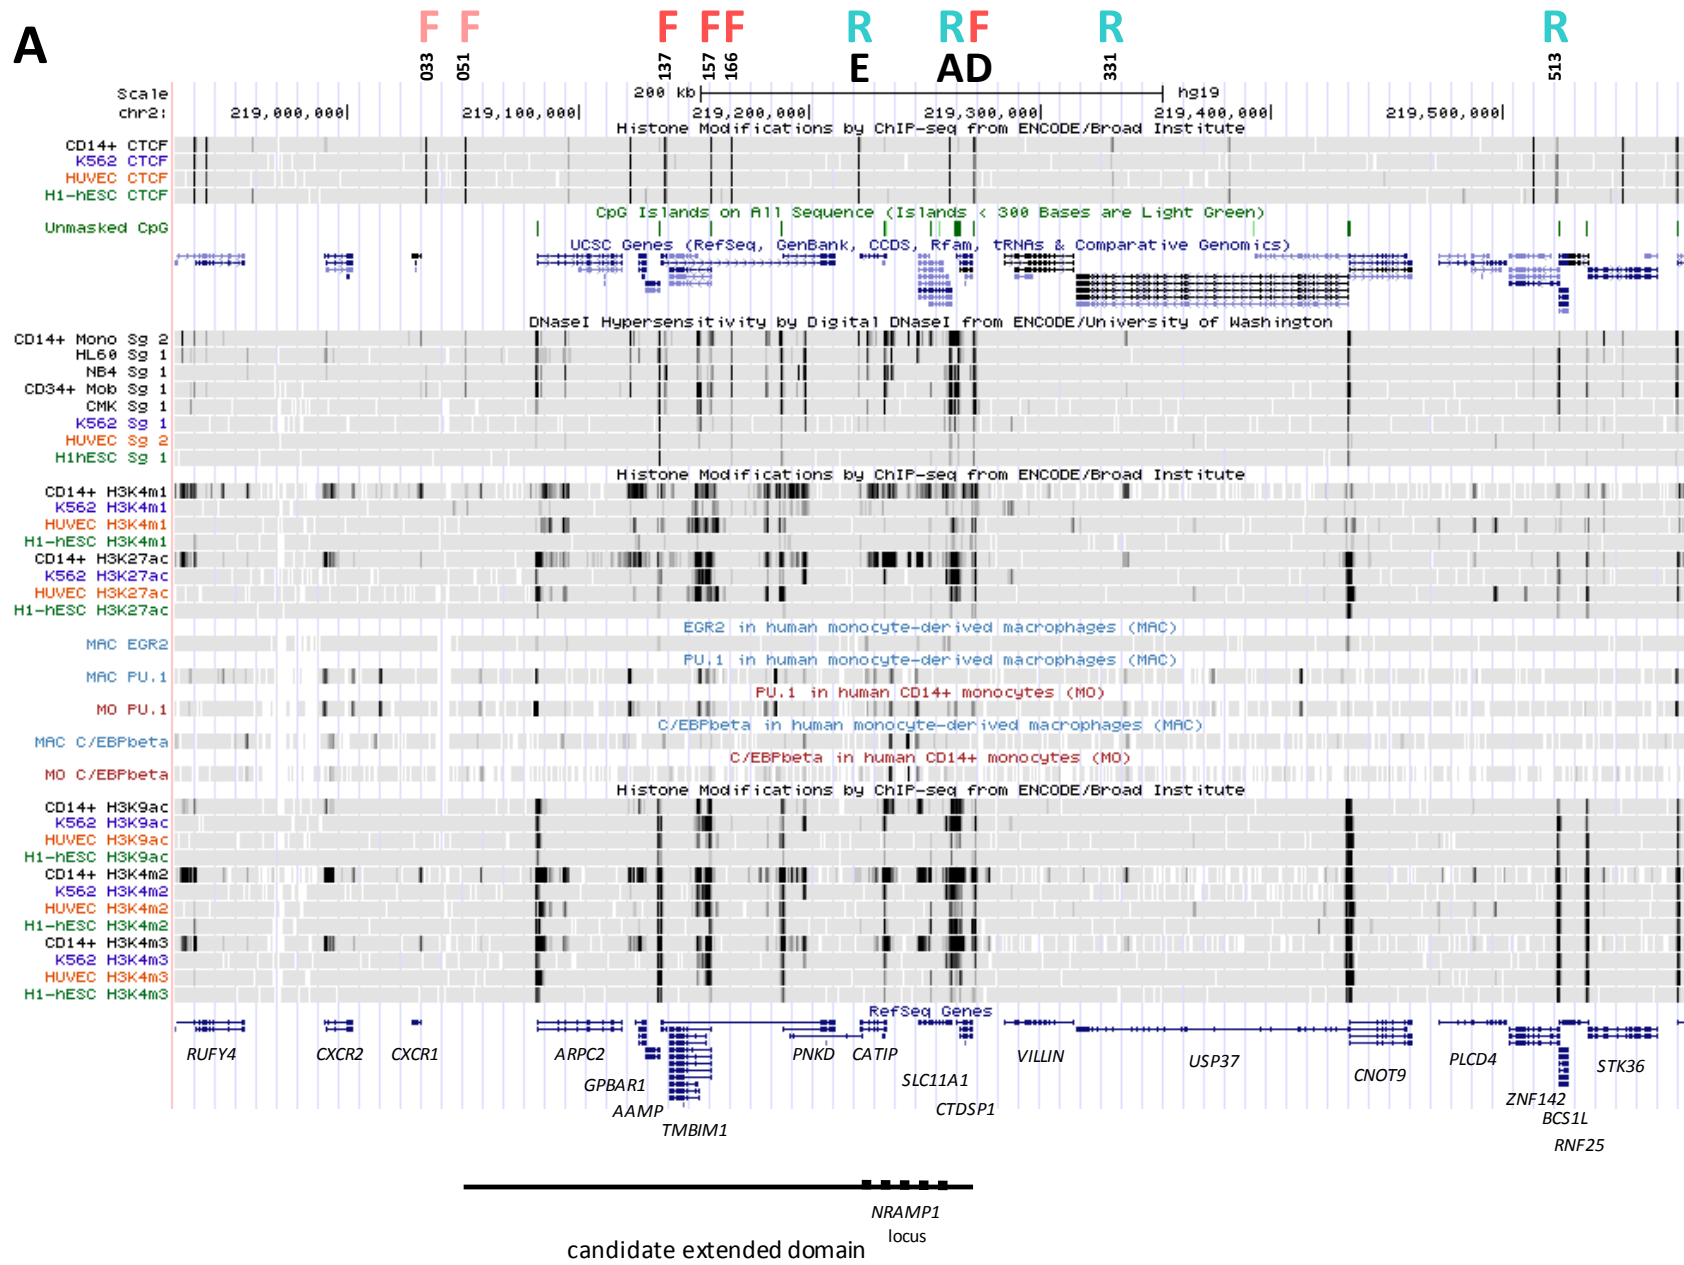 A
F F F F F R R F R R
033 051 137 157 166 E A D 331 513
Scale 200 kb hg19
chr2: 219,000,000| 219,100,000| 219,200,000| 219,300,000| 219,400,000| 219,500,000|
Histone Modifications by ChIP-seq from ENCODE/Broad Institute
CD14+ CTCF
K562 CTCF
HUVEC CTCF
H1-hESC CTCF
CpG Islands on All Sequence (Islands < 300 Bases are Light Green)
Unmasked CpG
UCSC Genes (RefSeq, GenBank, CCDS, Rfam, tRNAs & Comparative Genomics)
DNaseI Hypersensitivity by Digital DNaseI from ENCODE/University of Washington
CD14+ Mono Sg 2
HL60 Sg 1
NB4 Sg 1
CD34+ Mob Sg 1
CMK Sg 1
K562 Sg 1
HUVEC Sg 2
H1hESC Sg 1
Histone Modifications by ChIP-seq from ENCODE/Broad Institute
CD14+ H3K4m1
K562 H3K4m1
HUVEC H3K4m1
H1-hESC H3K4m1
CD14+ H3K27ac
K562 H3K27ac
HUVEC H3K27ac
H1-hESC H3K27ac
EGR2 in human monocyte-derived macrophages (MAC)
MAC EGR2
PU.1 in human monocyte-derived macrophages (MAC)
MAC PU.1
PU.1 in human CD14+ monocytes (MO)
MO PU.1
C/EBPbeta in human monocyte-derived macrophages (MAC)
MAC C/EBPbeta
C/EBPbeta in human CD14+ monocytes (MO)
MO C/EBPbeta
Histone Modifications by ChIP-seq from ENCODE/Broad Institute
CD14+ H3K9ac
K562 H3K9ac
HUVEC H3K9ac
H1-hESC H3K9ac
CD14+ H3K4m2
K562 H3K4m2
HUVEC H3K4m2
H1-hESC H3K4m2
CD14+ H3K4m3
K562 H3K4m3
HUVEC H3K4m3
H1-hESC H3K4m3
RefSeq Genes
RUFY4 CXCR2 CXCR1 ARPC2 PNKD CATIP VILLIN USP37 PLCD4 STK36
GPBAR1 SLC11A1 CNOT9
AAMP CTDSP1 ZNF142
TMBIM1 BCS1L
RNF25
NRAMP1
locus
candidate extended domain